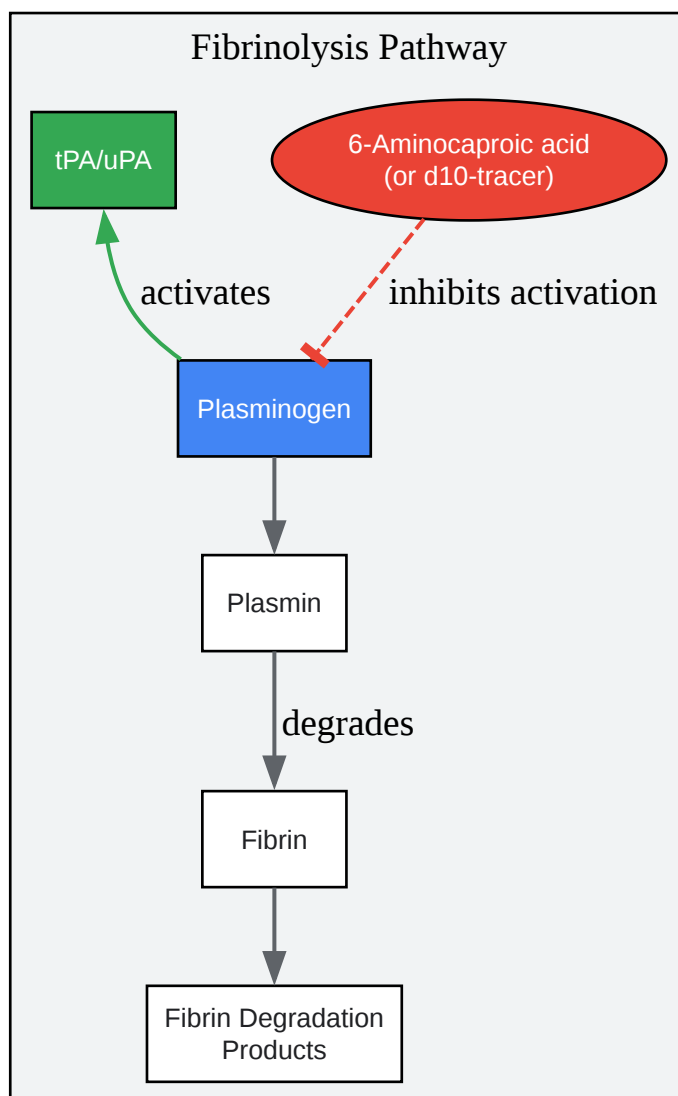 Fibrinolysis Pathway
tPA/uPA
6-Aminocaproic acid
(or d10-tracer)
activates
inhibits activation
Plasminogen
Plasmin
degrades
Fibrin
Fibrin Degradation
Products